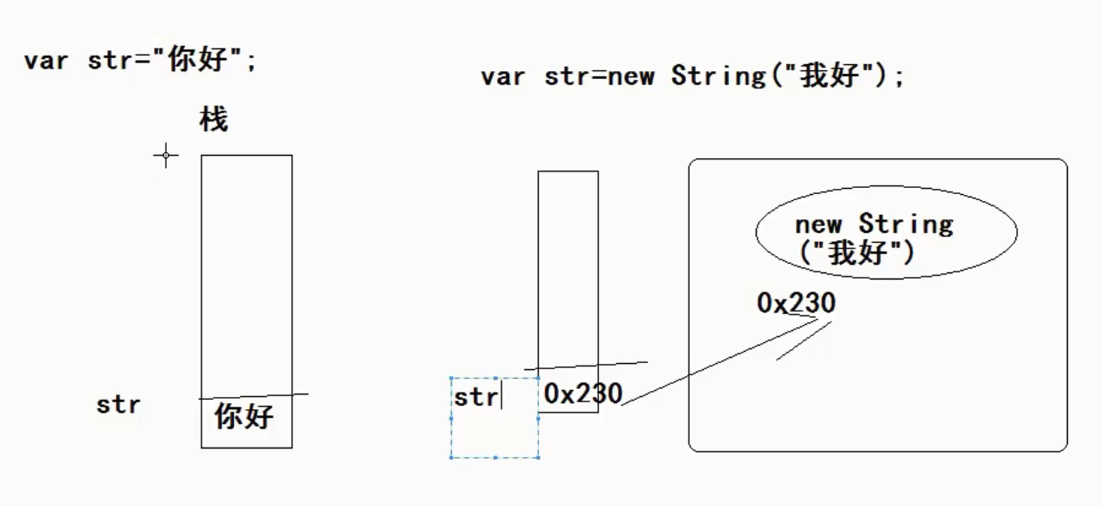 var str="你好";
var str=new String("我好");
栈
new String
("我好")
0x230
str
你好
str
0x230